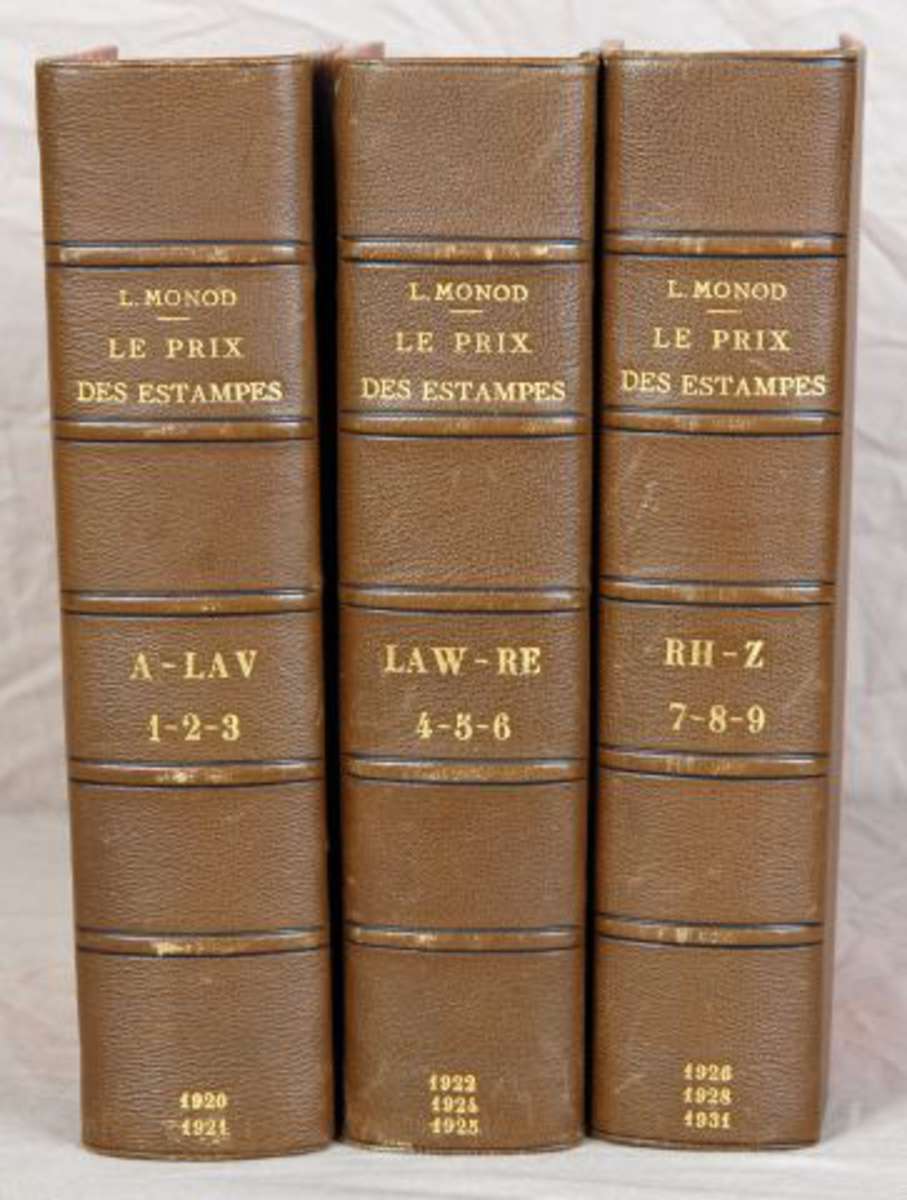 L. MONOD
LE PRIX
DES ESTAMPES
A - LAV
1-2-3
1920
1921
L. MONOD
LE PRIX
DES ESTAMPES
LAW - RE
4-5-6
1922
1924
1925
L. MONOD
LE PRIX
DES ESTAMPES
RH - Z
7-8-9
1926
1928
1931